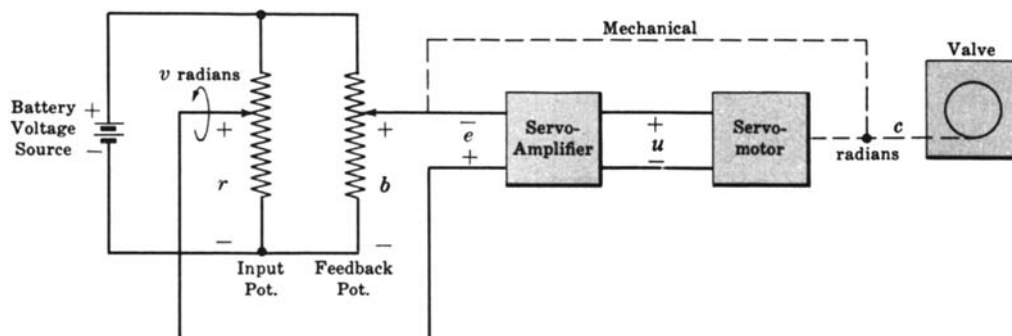 Mechanical
Valve
v radians
Battery
Voltage
Source
+
−
+
r
−
+
b
−
−
e
+
Servo-
Amplifier
+
u
−
Servo-
motor
c
radians
Input
Pot.
Feedback
Pot.